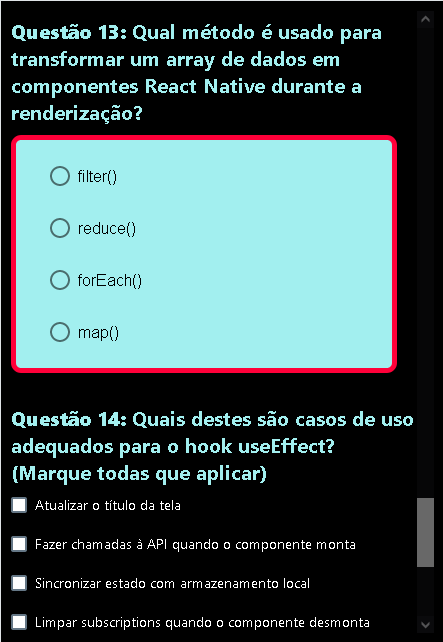 Questão 13: Qual método é usado para
transformar um array de dados em
componentes React Native durante a
renderização?
filter()
reduce()
forEach()
map()
Questão 14: Quais destes são casos de uso
adequados para o hook useEffect?
(Marque todas que aplicar)
Atualizar o título da tela
Fazer chamadas à API quando o componente monta
Sincronizar estado com armazenamento local
Limpar subscriptions quando o componente desmonta